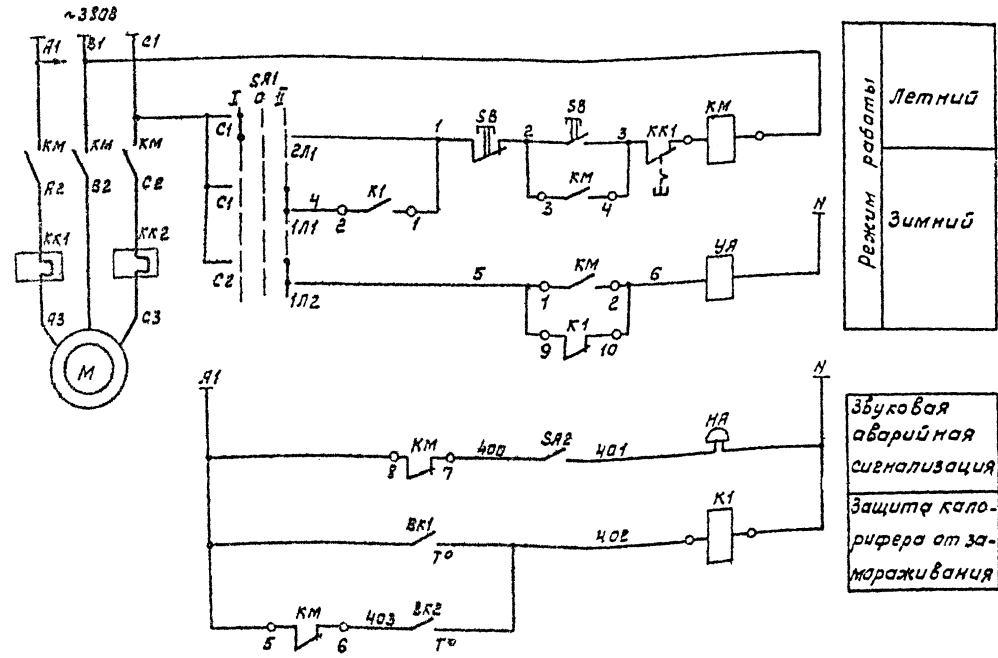 ~380В
А1
В1
С1
КМ
КМ
КМ
А2
В2
С2
КК1
КК2
А3
С3
М
SA1
I
0
II
С1
С1
С2
2Л1
1Л1
1Л2
4
2
К1
1
1
SB
2
SB
3
КК1
КМ
3
КМ
4
N
5
1
КМ
2
6
УА
9
К1
10
Режим работы
Летний
Зимний
А1
N
8
КМ
7
400
SA2
401
НА
ВК1
Т°
402
К1
5
КМ
6
403
ВК2
Т°
Звуковая
аварийная
сигнализация
Защита кало-
рифера от за-
мораживания